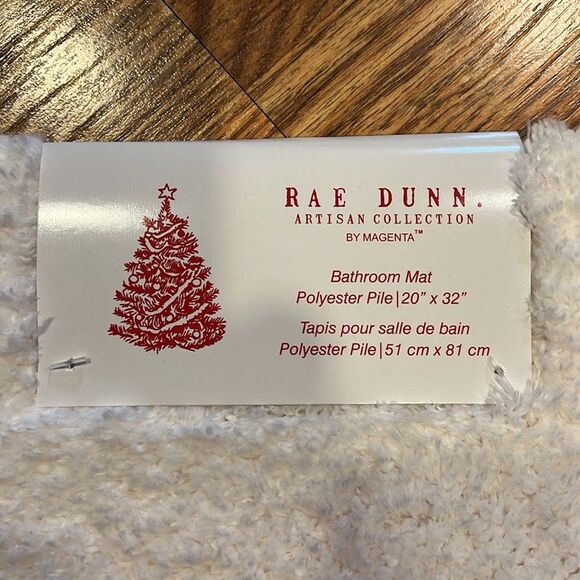 RAE DUNN.
ARTISAN COLLECTION
BY MAGENTA™
Bathroom Mat
Polyester Pile|20" x 32"
Tapis pour salle de bain
Polyester Pile|51 cm x 81 cm